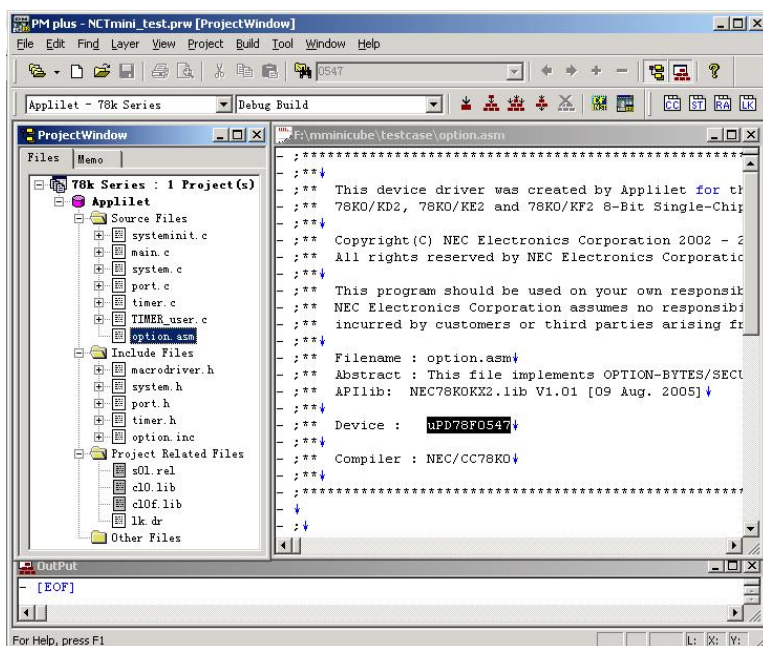 PM plus - NCTmini_test.prw [ProjectWindow]
File Edit Find Layer View Project Build Tool Window Help
0547
Applilet - 78k Series Debug Build CC ST RA LK
ProjectWindow
Files Memo
78k Series : 1 Project(s)
Applilet
Source Files
systeminit.c
main.c
system.c
port.c
timer.c
TIMER_user.c
option.asm
Include Files
macrodriver.h
system.h
port.h
timer.h
option.inc
Project Related Files
s0l.rel
cl0.lib
cl0f.lib
lk.dr
Other Files
F:\mminicube\testcase\option.asm
- ;*******************************************************
- ;**↓
- ;** This device driver was created by Applilet for th
- ;** 78K0/KD2, 78K0/KE2 and 78K0/KF2 8-Bit Single-Chip
- ;**↓
- ;** Copyright(C) NEC Electronics Corporation 2002 - 2
- ;** All rights reserved by NEC Electronics Corporatio
- ;**↓
- ;** This program should be used on your own responsib
- ;** NEC Electronics Corporation assumes no responsibi
- ;** incurred by customers or third parties arising fr
- ;**↓
- ;** Filename : option.asm↓
- ;** Abstract : This file implements OPTION-BYTES/SECU
- ;** APIlib: NEC78K0KX2.lib V1.01 [09 Aug. 2005]↓
- ;**↓
- ;** Device : uPD78F0547↓
- ;**↓
- ;** Compiler : NEC/CC78K0↓
- ;**↓
- ;*******************************************************
- ↓
- ;↓
OutPut
- [EOF]
For Help, press F1 L: X: Y: